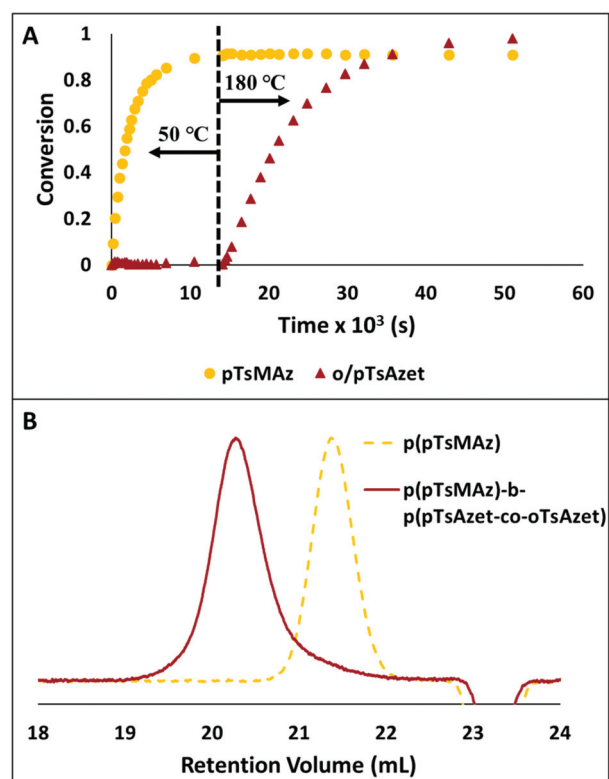 A
1
0.8
0.6
0.4
0.2
0
Conversion
180 °C
50 °C
0 10 20 30 40 50 60
Time x 10³ (s)
pTsMAz o/pTsAzet
B
p(pTsMAz)
p(pTsMAz)-b-
p(pTsAzet-co-oTsAzet)
18 19 20 21 22 23 24
Retention Volume (mL)